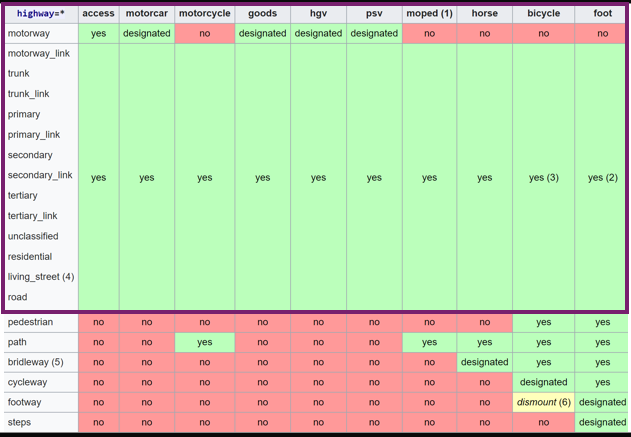 highway=* access motorcar motorcycle goods hgv psv moped (1) horse bicycle foot
motorway yes designated no designated designated designated no no no no
motorway_link
trunk
trunk_link
primary
primary_link
secondary
secondary_link yes yes yes yes yes yes yes yes yes (3) yes (2)
tertiary
tertiary_link
unclassified
residential
living_street (4)
road
pedestrian no no no no no no no no yes yes
path no no yes no no no yes yes yes yes
bridleway (5) no no no no no no no designated yes yes
cycleway no no no no no no no no designated yes
footway no no no no no no no no dismount (6) designated
steps no no no no no no no no no designated